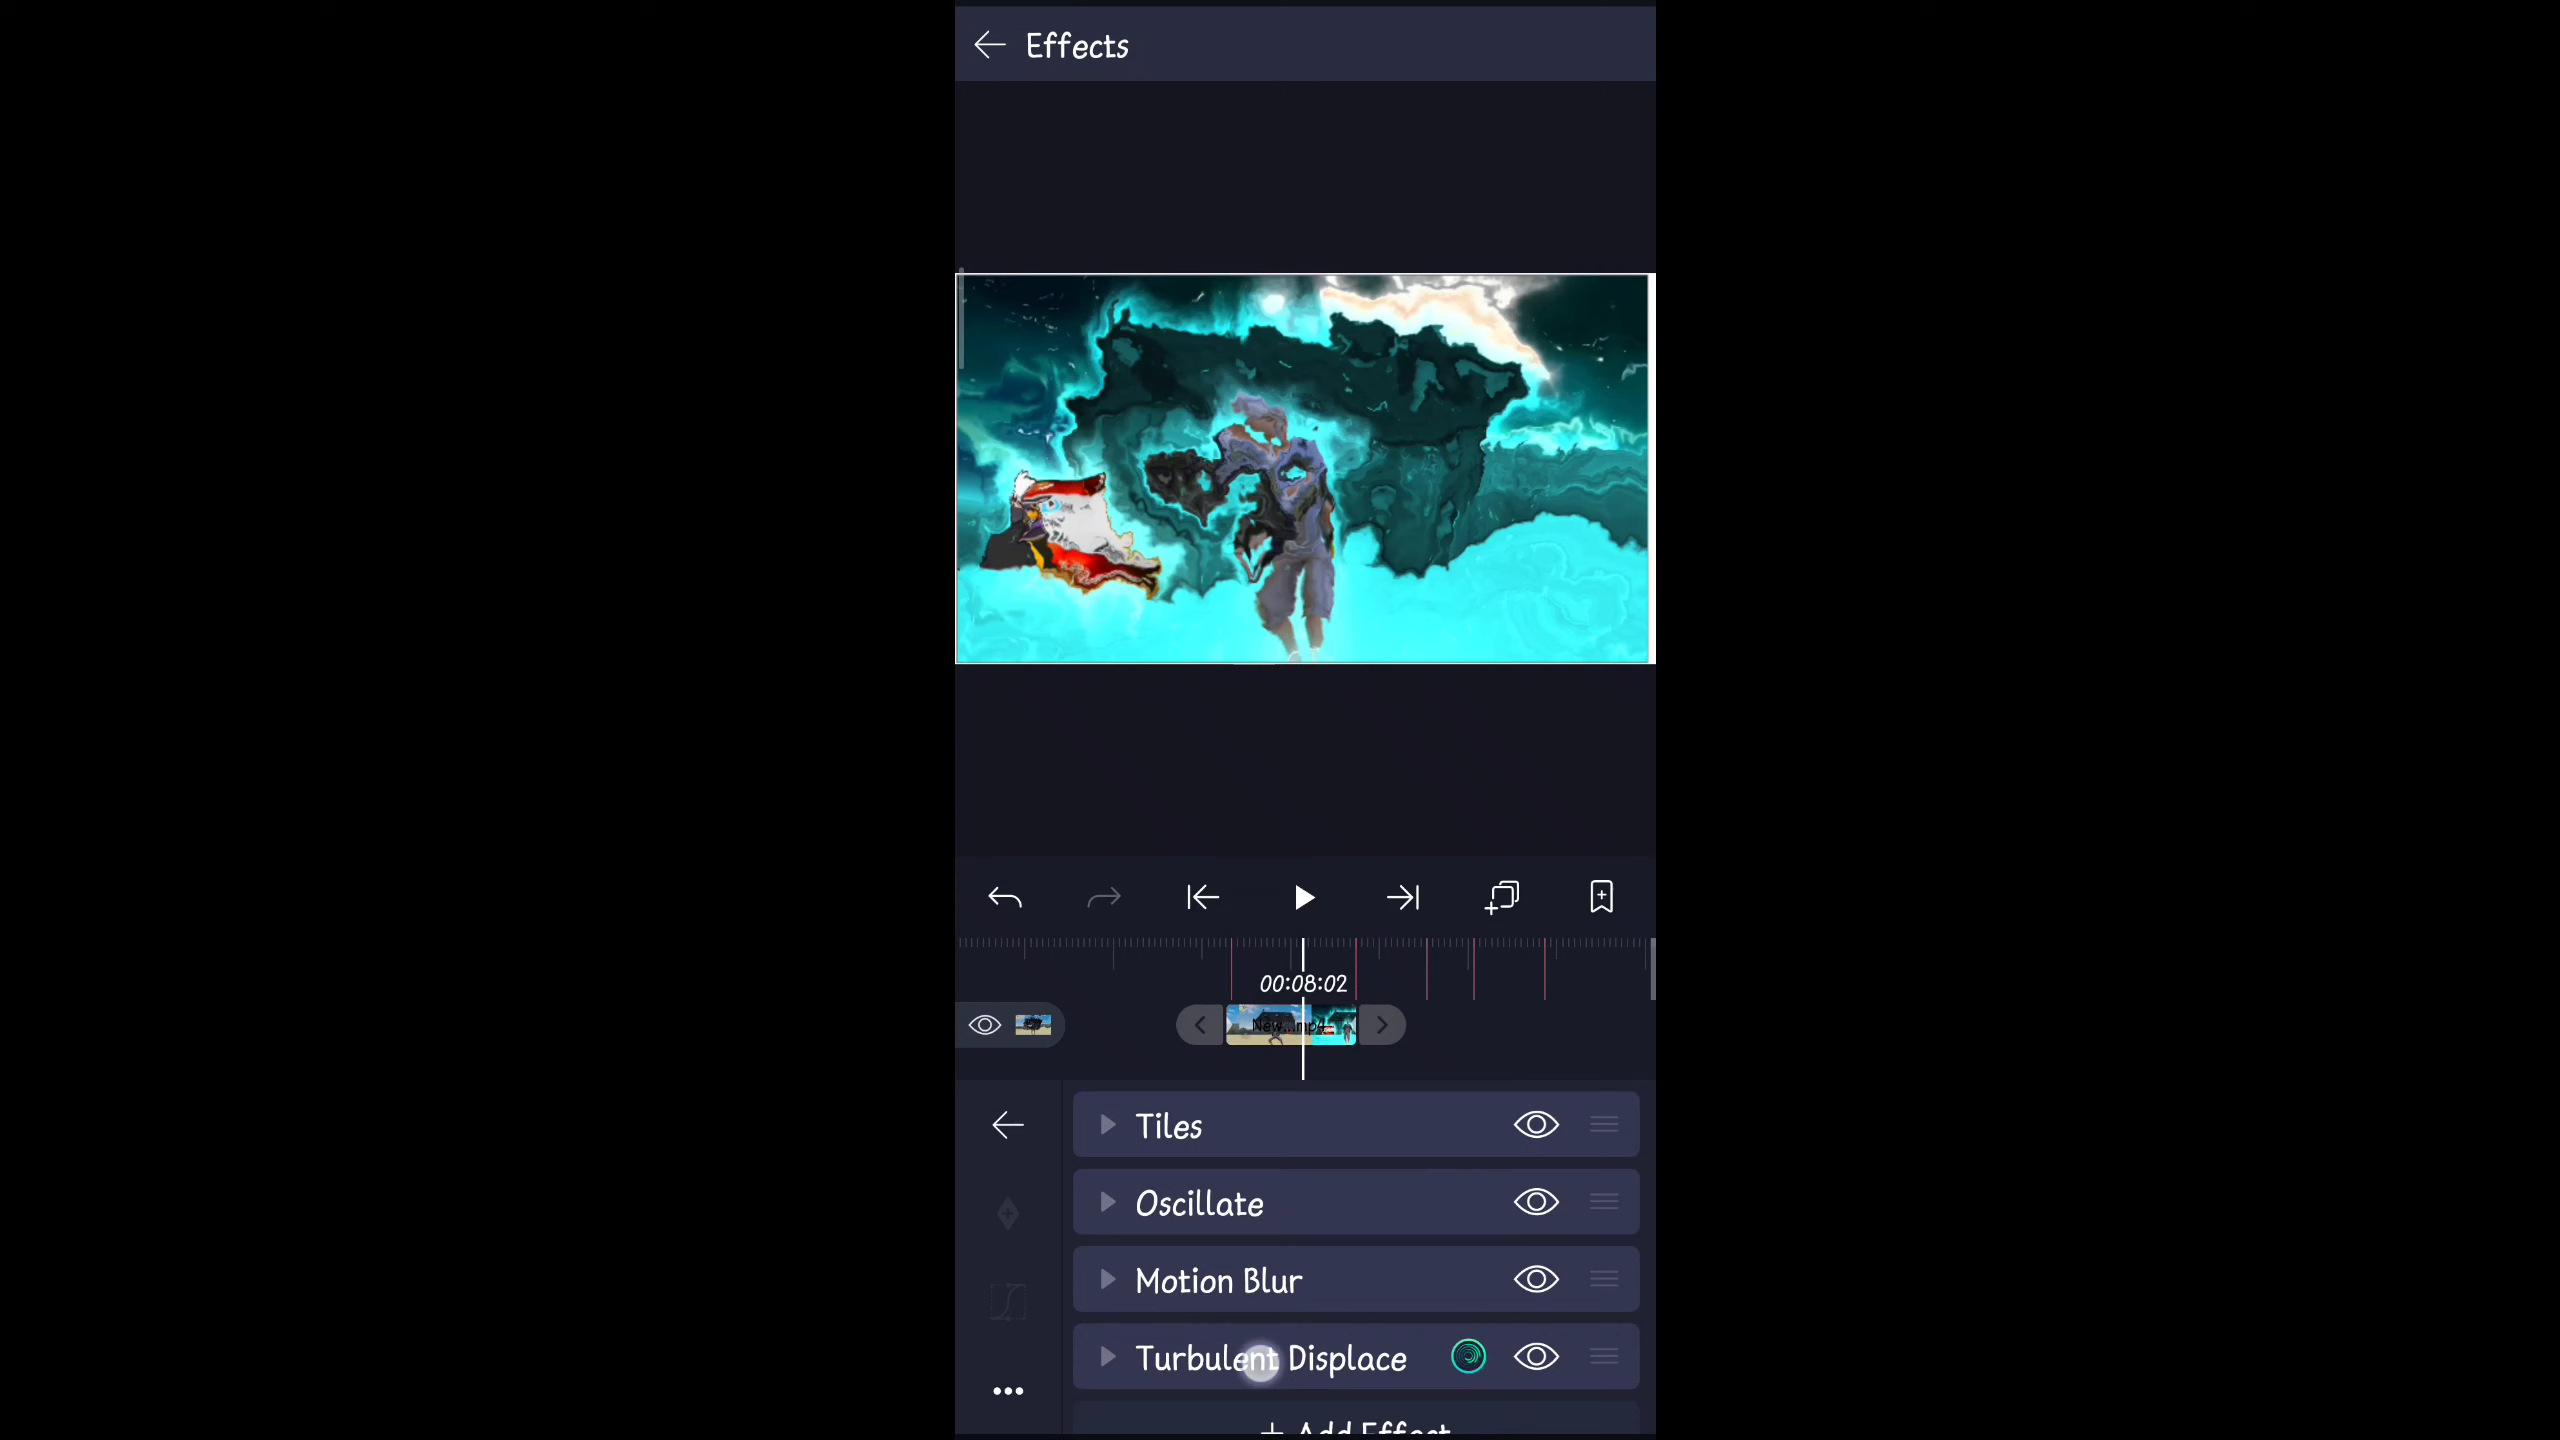 Effects
00:08:02
New...mp4
Tiles
Oscillate
Motion Blur
Turbulent Displace
+ Add Effect